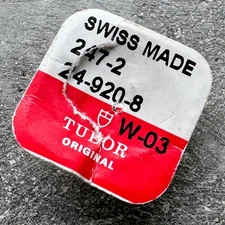 SWISS MADE
247-2
24-920-8
W-03
TUDOR
ORIGINAL